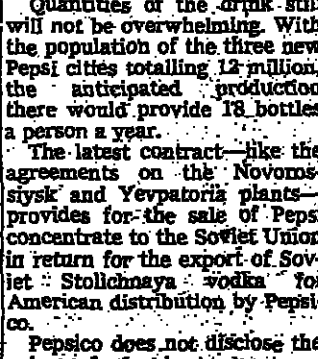 Quantities of the drink still
will not be overwhelming. With
the population of the three new
Pepsi cities totalling 12 million,
the anticipated production
there would provide 18 bottles
a person a year.
The latest contract—like the
agreements on the Novoros-
siysk and Yevpatoria plants—
provides for the sale of Pepsi
concentrate to the Soviet Union
in return for the export of Sov-
iet Stolichnaya vodka for
American distribution by Pepsi-
co.
Pepsico does not disclose the